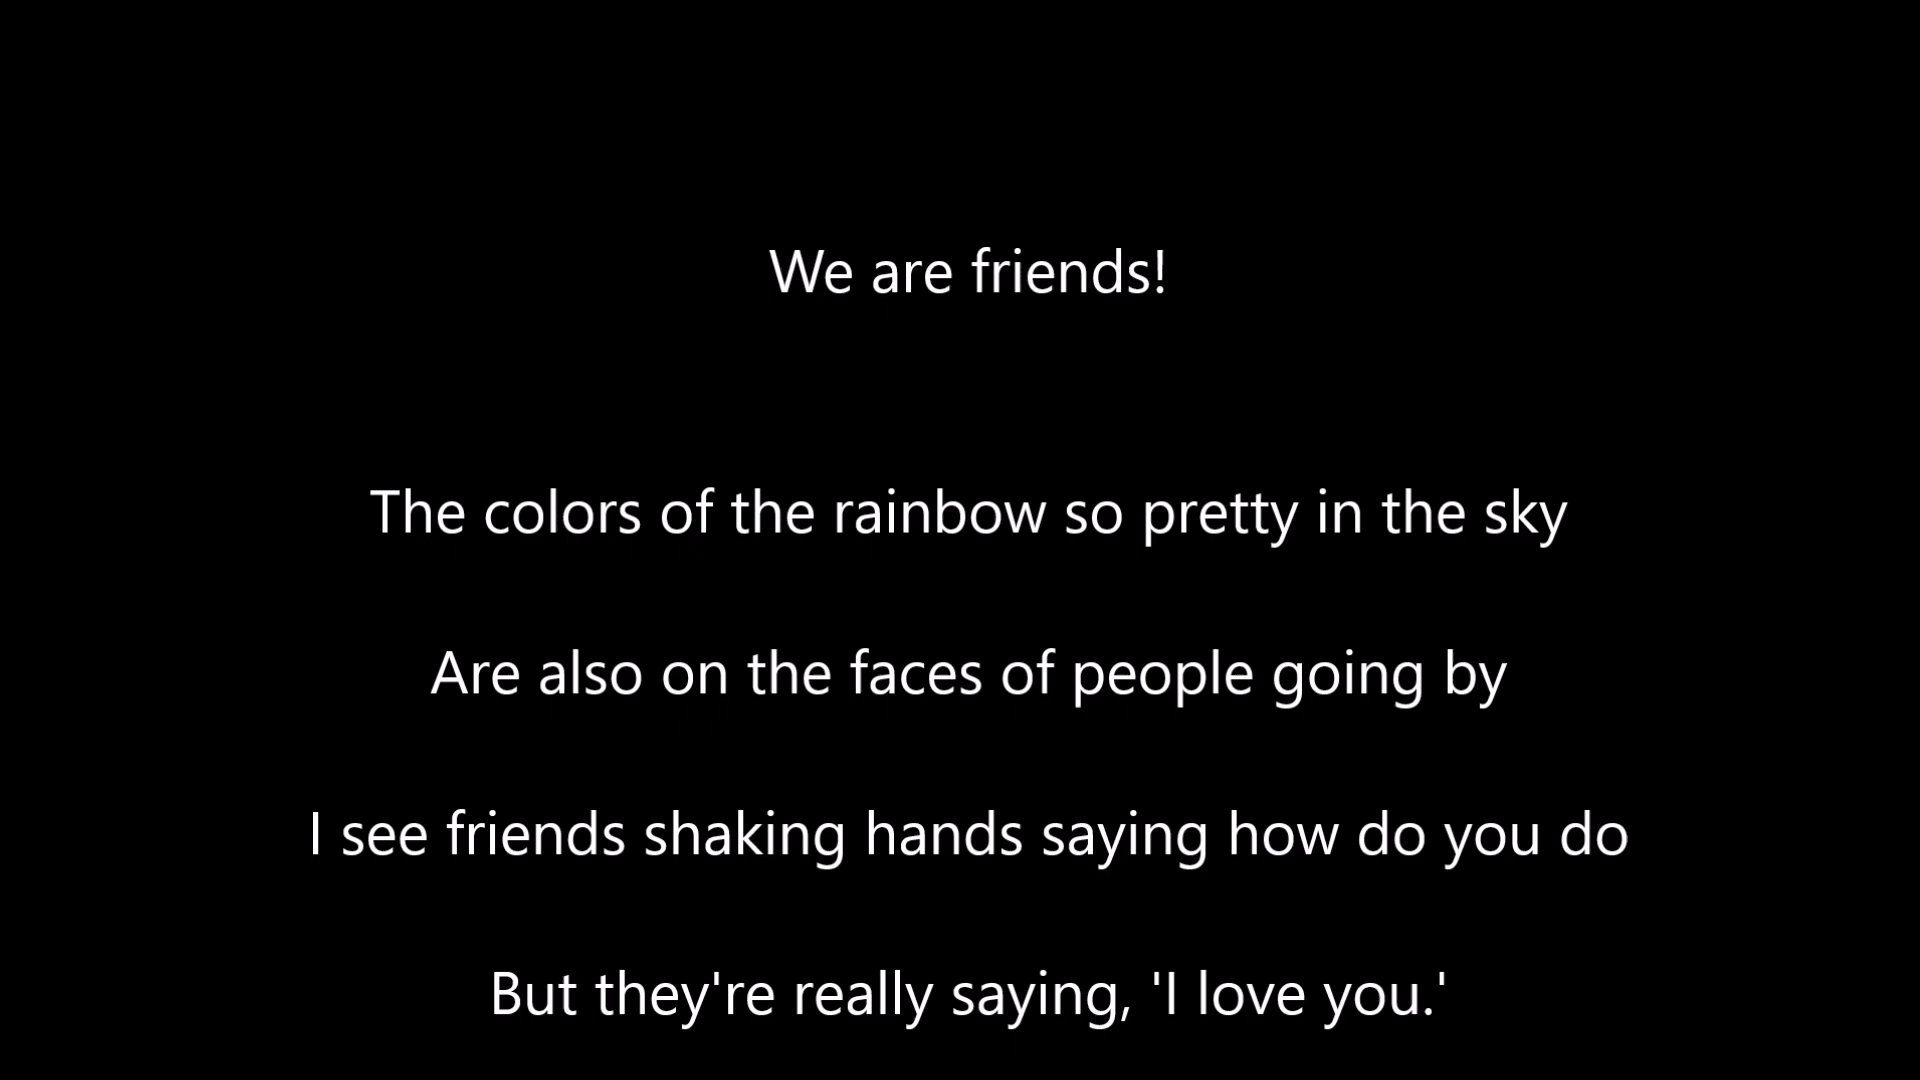 We are friends!
The colors of the rainbow so pretty in the sky
Are also on the faces of people going by
I see friends shaking hands saying how do you do
But they're really saying, 'I love you.'